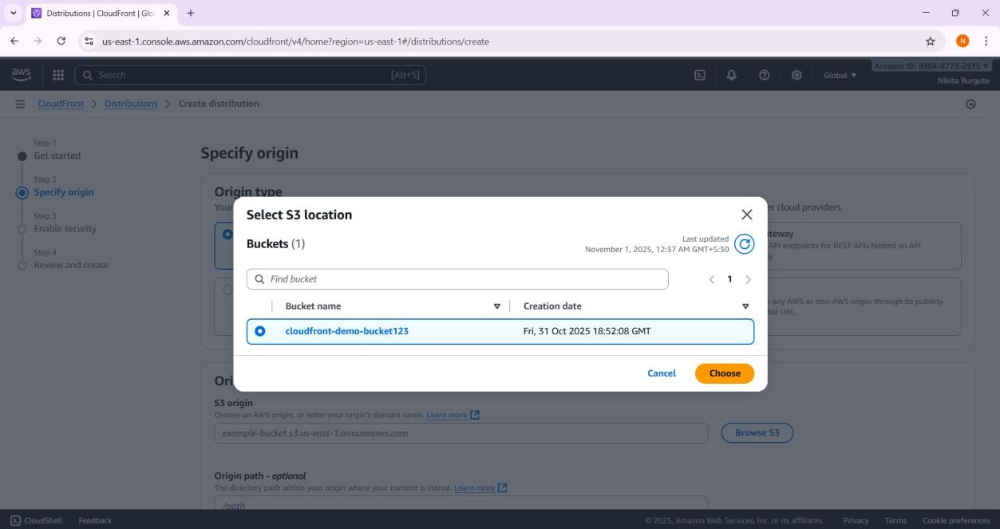 Distributions | CloudFront | Glo
us-east-1.console.aws.amazon.com/cloudfront/v4/home?region=us-east-1#/distributions/create
N
aws
Search
[Alt+S]
Global
Account ID: 9304-8773-2515
Nikita Burgute
CloudFront
Distributions
Create distribution
Step 1
Get started
Step 2
Specify origin
Step 3
Enable security
Step 4
Review and create
Specify origin
Origin type
Your
er cloud providers.
teway
API endpoints for REST APIs hosted on API
y.
any AWS or non-AWS origin through its publicly
ble URL.
Select S3 location
Buckets (1)
Last updated
November 1, 2025, 12:37 AM GMT+5:30
Find bucket
1
Bucket name
Creation date
cloudfront-demo-bucket123
Fri, 31 Oct 2025 18:52:08 GMT
Cancel
Choose
Ori
S3 origin
Choose an AWS origin, or enter your origin's domain name. Learn more
example-bucket.s3.us-east-1.amazonaws.com
Browse S3
Origin path - optional
The directory path within your origin where your content is stored. Learn more
/path
CloudShell
Feedback
© 2025, Amazon Web Services, Inc. or its affiliates.
Privacy
Terms
Cookie preferences